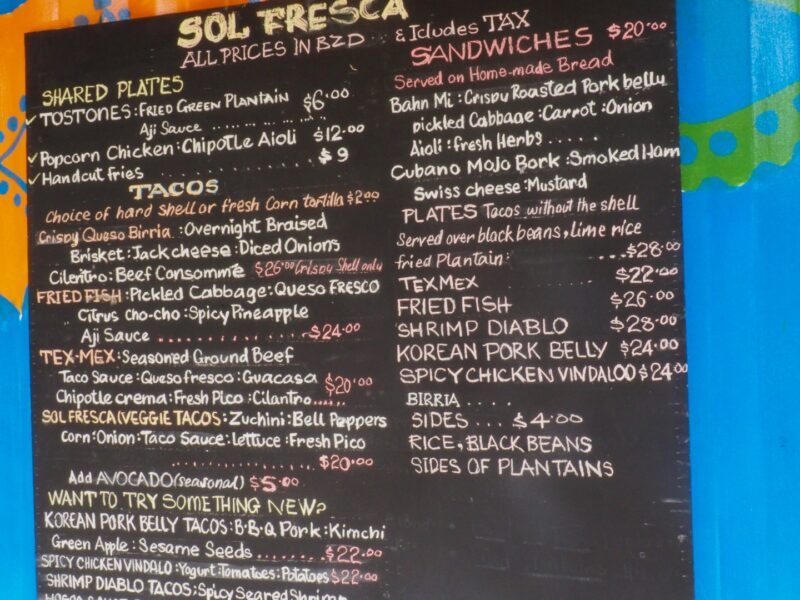 SOL FRESCA
ALL PRICES IN BZD & Icludes TAX
SHARED PLATES
✓ TOSTONES: FRIED GREEN PLANTAIN $6.00
Aji Sauce ...............
✓ Popcorn Chicken: Chipotle Aioli $12.00
✓ Handcut fries ............... $9
TACOS
Choice of hard shell or fresh Corn tortilla $2.00
Crispy Queso Birria : Overnight Braised
Brisket: Jack cheese: Diced Onions
Cilentro: Beef Consomme $26.00 Crispy Shell only
FRIED FISH: Pickled Cabbage: Queso FRESCO
Citrus cho-cho: Spicy Pineapple
Aji Sauce ............ $24.00
TEX-MEX: Seasoned Ground Beef
Taco Sauce: Queso fresco: Guacasa $20.00
Chipotle crema: Fresh Pico: Cilantro.....
SOL FRESCA(VEGGIE TACOS: Zuchini: Bell Peppers
Corn: Onion: Taco Sauce: lettuce: Fresh Pico
............... $20.00
Add AVOCADO (seasonal) $5.00
WANT TO TRY SOMETHING NEW?
KOREAN PORK BELLY TACOS: B.B.Q Pork: Kimchi
Green Apple: Sesame Seeds ........ $22.00
SPICY CHICKEN VINDALO: Yogurt: Tomatoes: Potatoes $22.00
SHRIMP DIABLO TACOS: Spicy Seared Shrimp
SANDWICHES $20.00
Served on Home-made Bread
Bahn Mi: Crispy Roasted Pork belly
pickled Cabbage: Carrot: Onion
Aioli: fresh Herbs .....
Cubano Mojo Pork: Smoked Ham
Swiss cheese: Mustard
PLATES Tacos without the shell
Served over black beans, lime rice
fried Plantain: .... $28.00
TEX MEX $22.00
FRIED FISH $26.00
SHRIMP DIABLO $28.00
KOREAN PORK BELLY $24.00
SPICY CHICKEN VINDALOO $24.00
BIRRIA ....
SIDES ... $4.00
RICE, BLACK BEANS
SIDES OF PLANTAINS